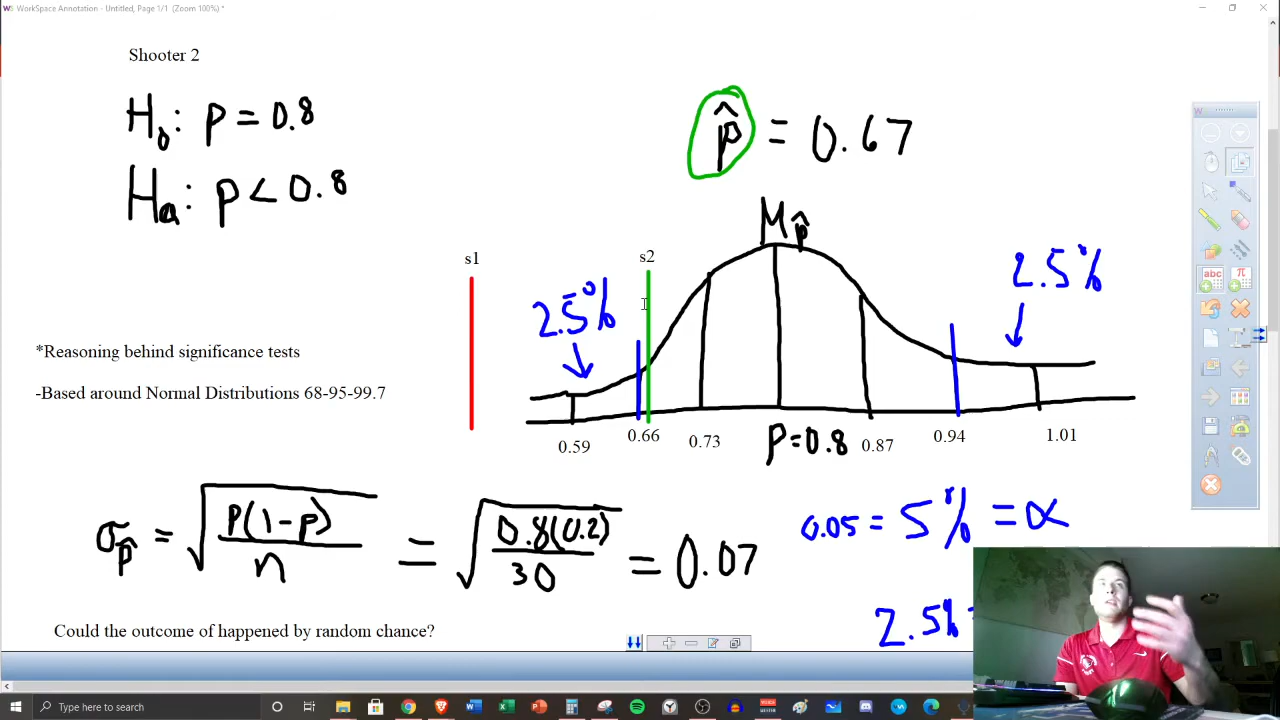 WorkSpace Annotation - Untitled, Page 1/1 (Zoom 100%) *
Shooter 2
H₀: p = 0.8
Hₐ: p < 0.8
p̂ = 0.67
μp̂
s1
s2
2.5%
2.5%
*Reasoning behind significance tests
-Based around Normal Distributions 68-95-99.7
0.59
0.66
0.73
P=0.8
0.87
0.94
1.01
σp̂ = √(P(1-p)/n) = √(0.8(0.2)/30) = 0.07
0.05 = 5% = α
2.5%
Could the outcome of happened by random chance?
abc
π
Type here to search